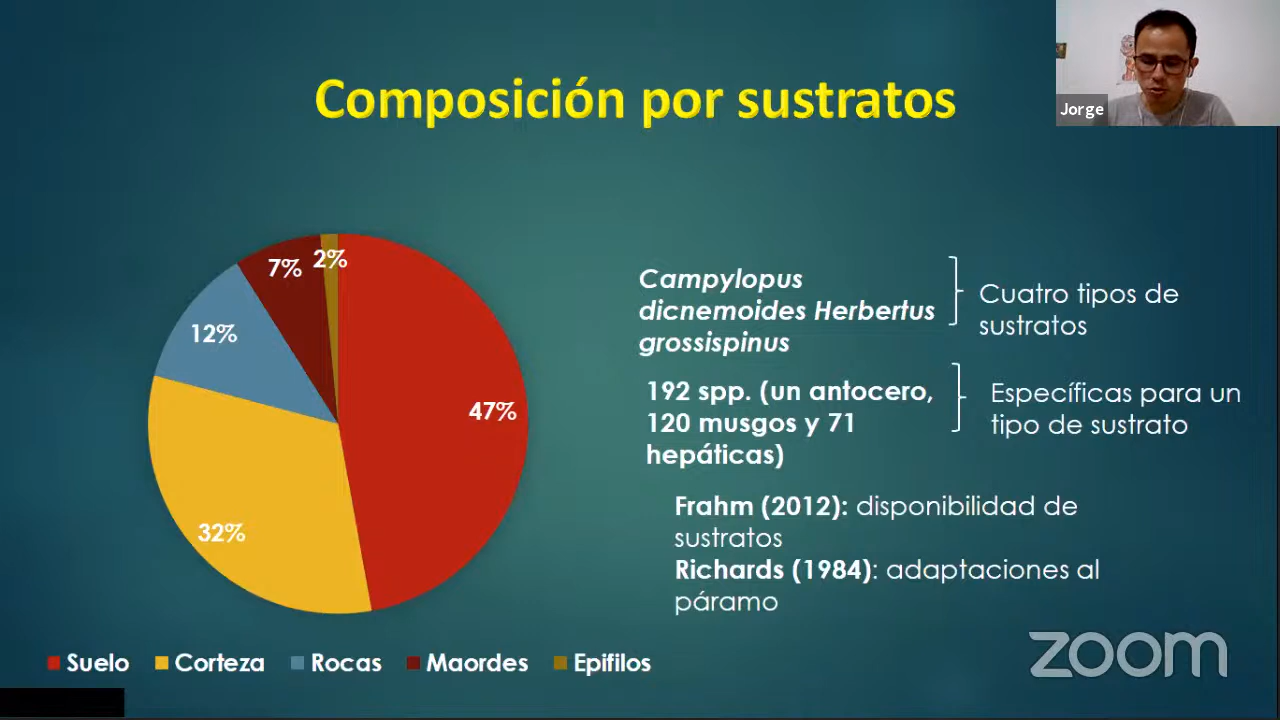 Composición por sustratos
Jorge
7%
2%
12%
47%
32%
Campylopus
dicnemoides Herbertus
grossispinus
Cuatro tipos de
sustratos
192 spp. (un antocero,
120 musgos y 71
hepáticas)
Específicas para un
tipo de sustrato
Frahm (2012): disponibilidad de
sustratos
Richards (1984): adaptaciones al
páramo
Suelo Corteza Rocas Maordes Epifilos
zoom